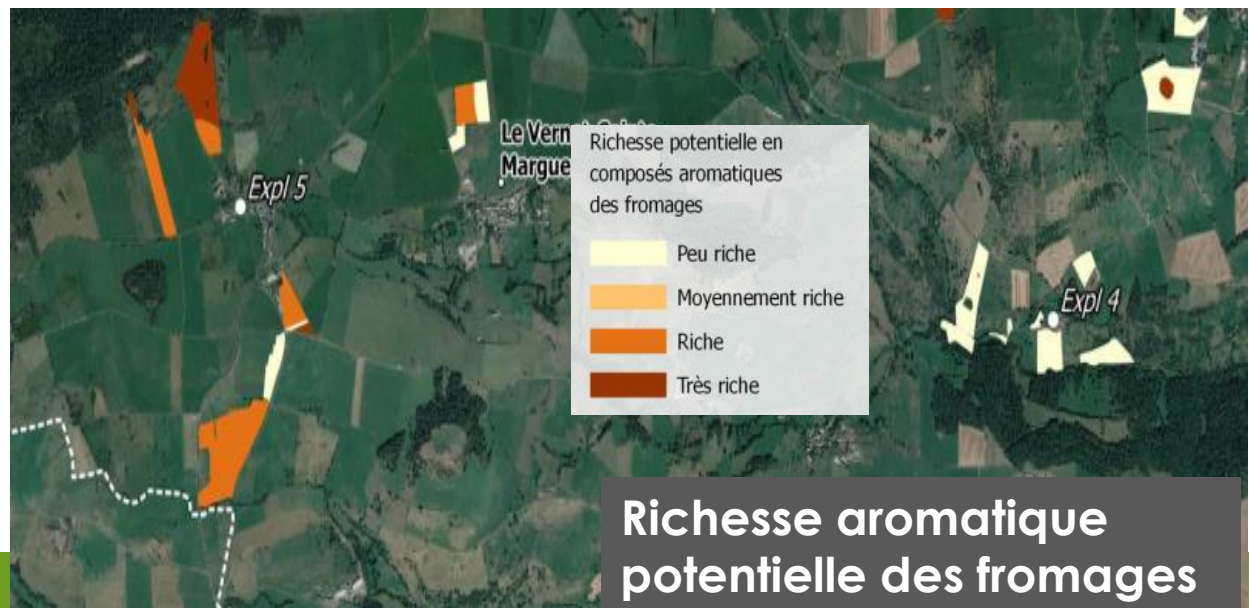 Le Vern
Margue
Expl 5
Richesse potentielle en
composés aromatiques
des fromages
Peu riche
Moyennement riche
Riche
Très riche
Expl 4
Richesse aromatique
potentielle des fromages